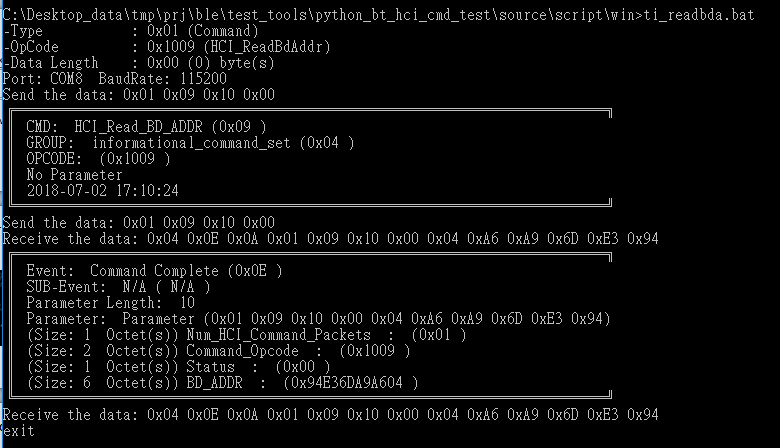 C:\Desktop_data\tmp\prj\ble\test_tools\python_bt_hci_cmd_test\source\script\win>ti_readbda.bat
-Type          : 0x01 (Command)
-OpCode        : 0x1009 (HCI_ReadBdAddr)
-Data Length   : 0x00 (0) byte(s)
Port: COM8  BaudRate: 115200
Send the data: 0x01 0x09 0x10 0x00
CMD:  HCI_Read_BD_ADDR (0x09 )
GROUP:  informational_command_set (0x04 )
OPCODE:  (0x1009 )
No Parameter
2018-07-02 17:10:24
Send the data: 0x01 0x09 0x10 0x00
Receive the data: 0x04 0x0E 0x0A 0x01 0x09 0x10 0x00 0x04 0xA6 0xA9 0x6D 0xE3 0x94
Event:  Command Complete (0x0E )
SUB-Event:  N/A ( N/A )
Parameter Length:  10
Parameter:  Parameter (0x01 0x09 0x10 0x00 0x04 0xA6 0xA9 0x6D 0xE3 0x94)
(Size: 1  Octet(s)) Num_HCI_Command_Packets  :  (0x01 )
(Size: 2  Octet(s)) Command_Opcode  :  (0x1009 )
(Size: 1  Octet(s)) Status  :  (0x00 )
(Size: 6  Octet(s)) BD_ADDR  :  (0x94E36DA9A604 )
Receive the data: 0x04 0x0E 0x0A 0x01 0x09 0x10 0x00 0x04 0xA6 0xA9 0x6D 0xE3 0x94
exit